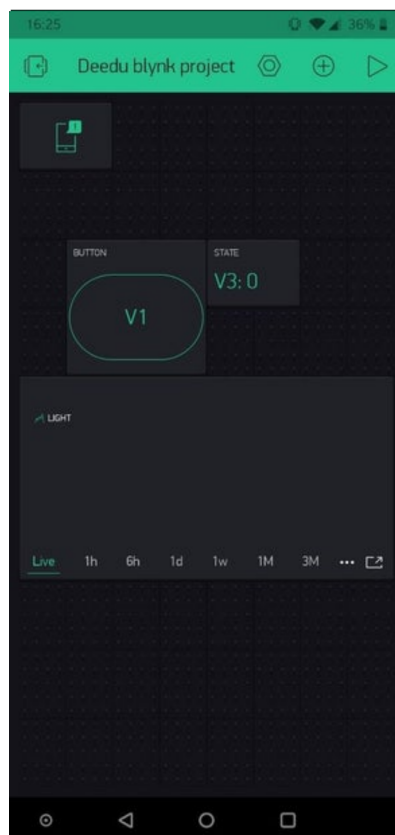 16:25 36%
Deedu blynk project
BUTTON STATE
V3: 0
V1
LIGHT
Live 1h 6h 1d 1w 1M 3M